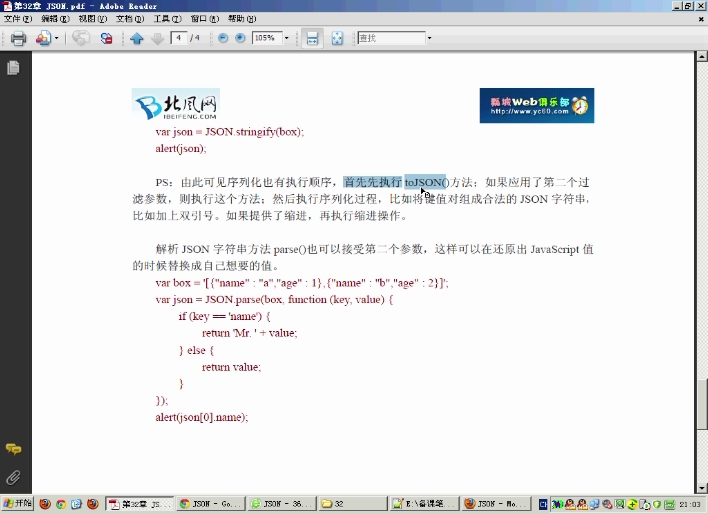 第32章 JSON.pdf - Adobe Reader
文件(F) 编辑(E) 视图(V) 文档(D) 工具(T) 窗口(W) 帮助(H)
4 / 4 105% 查找
北风网
IBEIFENG.COM
瓢城Web俱乐部
http://www.yc60.com
var json = JSON.stringify(box);
alert(json);
PS：由此可见序列化也有执行顺序，首先先执行 toJSON()方法；如果应用了第二个过
滤参数，则执行这个方法；然后执行序列化过程，比如将键值对组成合法的 JSON 字符串，
比如加上双引号。如果提供了缩进，再执行缩进操作。
解析 JSON 字符串方法 parse()也可以接受第二个参数，这样可以在还原出 JavaScript 值
的时候替换成自己想要的值。
var box = '[{"name" : "a","age" : 1},{"name" : "b","age" : 2}]';
var json = JSON.parse(box, function (key, value) {
if (key == 'name') {
return 'Mr. ' + value;
} else {
return value;
}
});
alert(json[0].name);
开始 第32章 JS... JSON - Go... JSON - 36... 32 E:\备课笔... JSON - Mo... 21:03